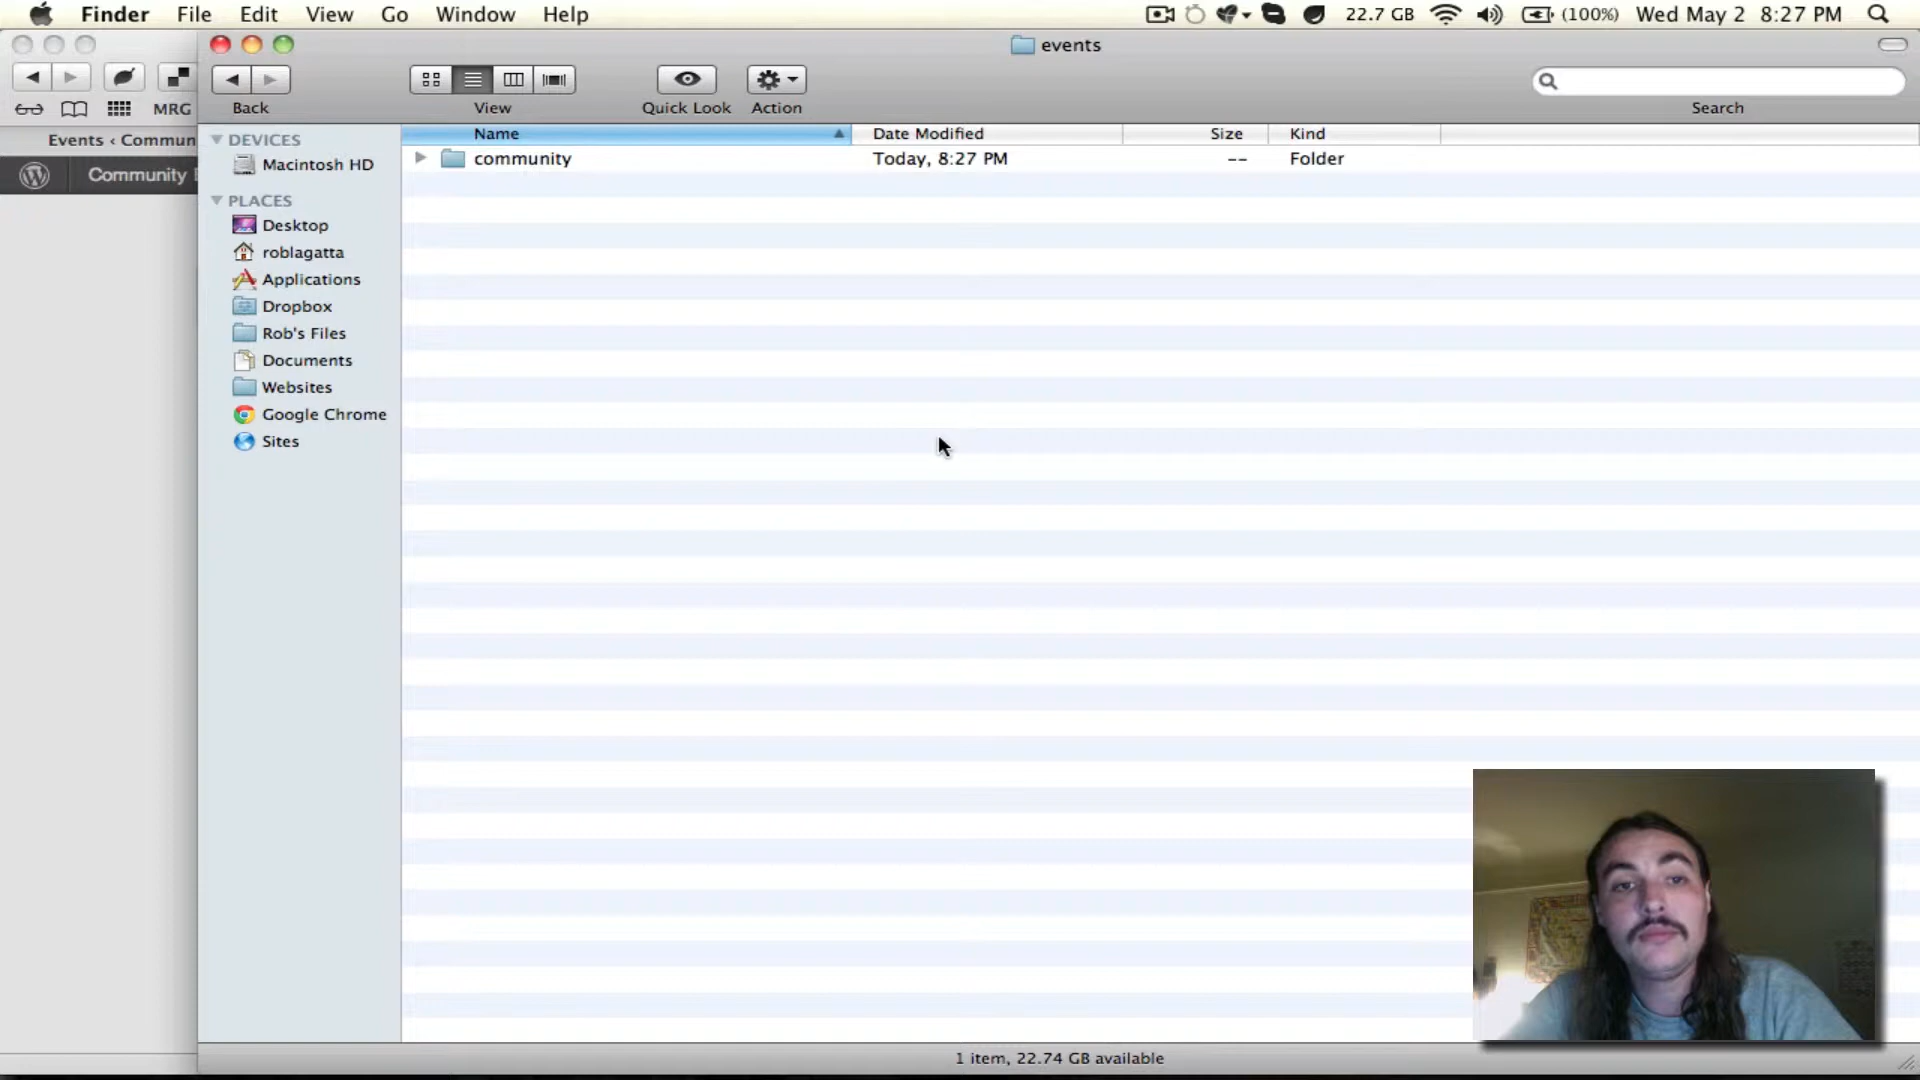 Finder File Edit View Go Window Help 22.7 GB (100%) Wed May 2 8:27 PM
events
Back View Quick Look Action Search
MRG
Events ‹ Commun
Community
DEVICES
Macintosh HD
PLACES
Desktop
roblagatta
Applications
Dropbox
Rob's Files
Documents
Websites
Google Chrome
Sites
Name Date Modified Size Kind
community Today, 8:27 PM -- Folder
1 item, 22.74 GB available